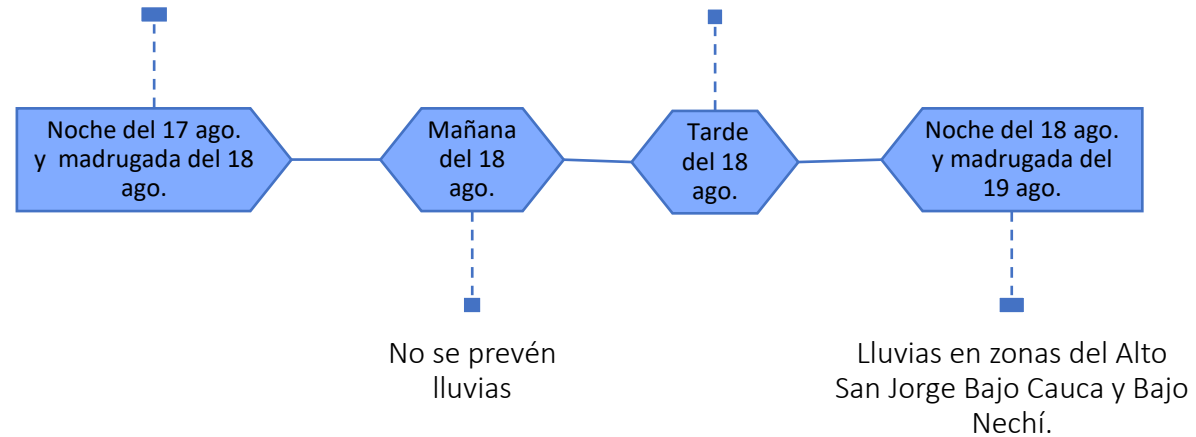 Noche del 17 ago.
y madrugada del 18
ago.
Mañana
del 18
ago.
Tarde
del 18
ago.
Noche del 18 ago.
y madrugada del
19 ago.
No se prevén
lluvias
Lluvias en zonas del Alto
San Jorge Bajo Cauca y Bajo
Nechí.